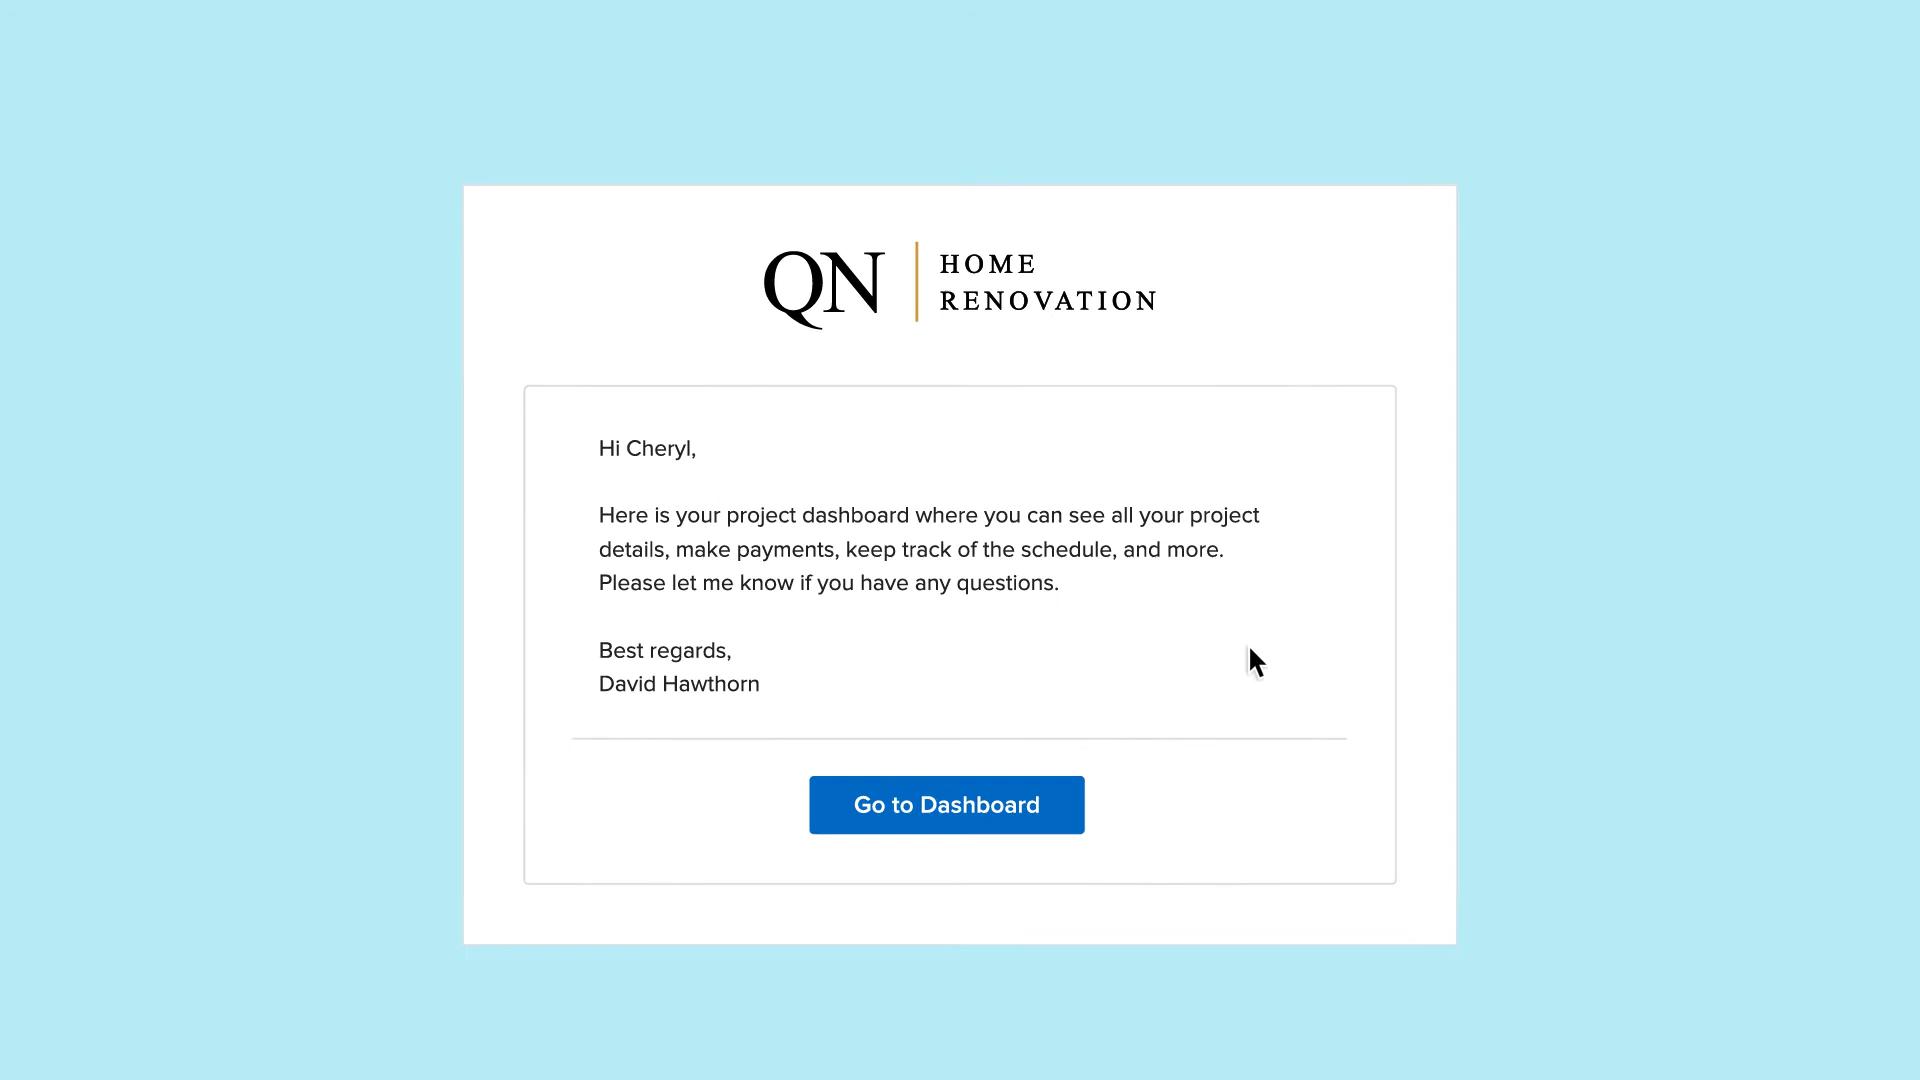 QN
HOME
RENOVATION
Hi Cheryl,
Here is your project dashboard where you can see all your project
details, make payments, keep track of the schedule, and more.
Please let me know if you have any questions.
Best regards,
David Hawthorn
Go to Dashboard